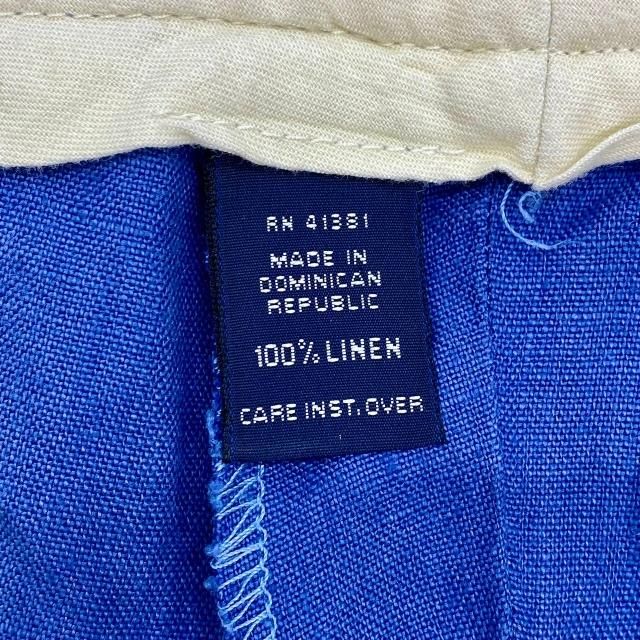 RN 41381
MADE IN
DOMINICAN
REPUBLIC
100% LINEN
CARE INST. OVER